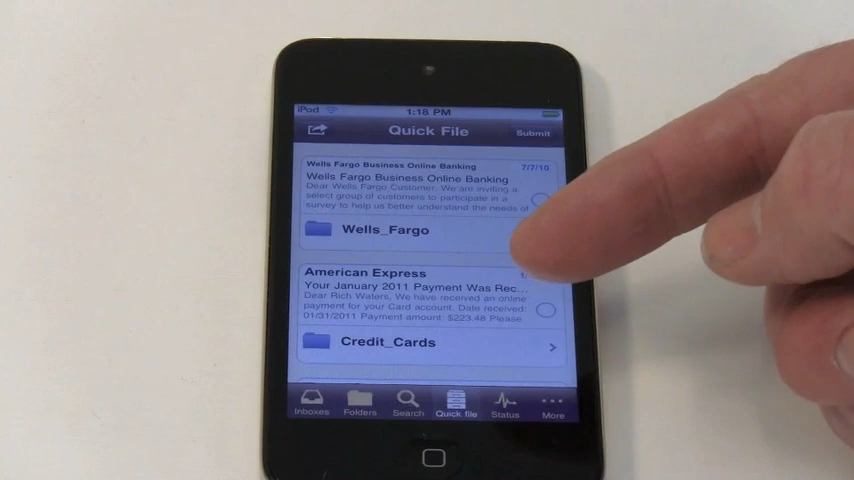 iPod 1:18 PM
Quick File Submit
Wells Fargo Business Online Banking 7/7/10
Wells Fargo Business Online Banking
Dear Wells Fargo Customer, We are inviting a
select group of customers to participate in a
survey to help us better understand the needs of
Wells_Fargo
American Express
Your January 2011 Payment Was Rec...
Dear Rich Waters, We have received an online
payment for your Card account. Date received:
01/31/2011 Payment amount: $223.48 Please
Credit_Cards
Inboxes Folders Search Quick file Status More